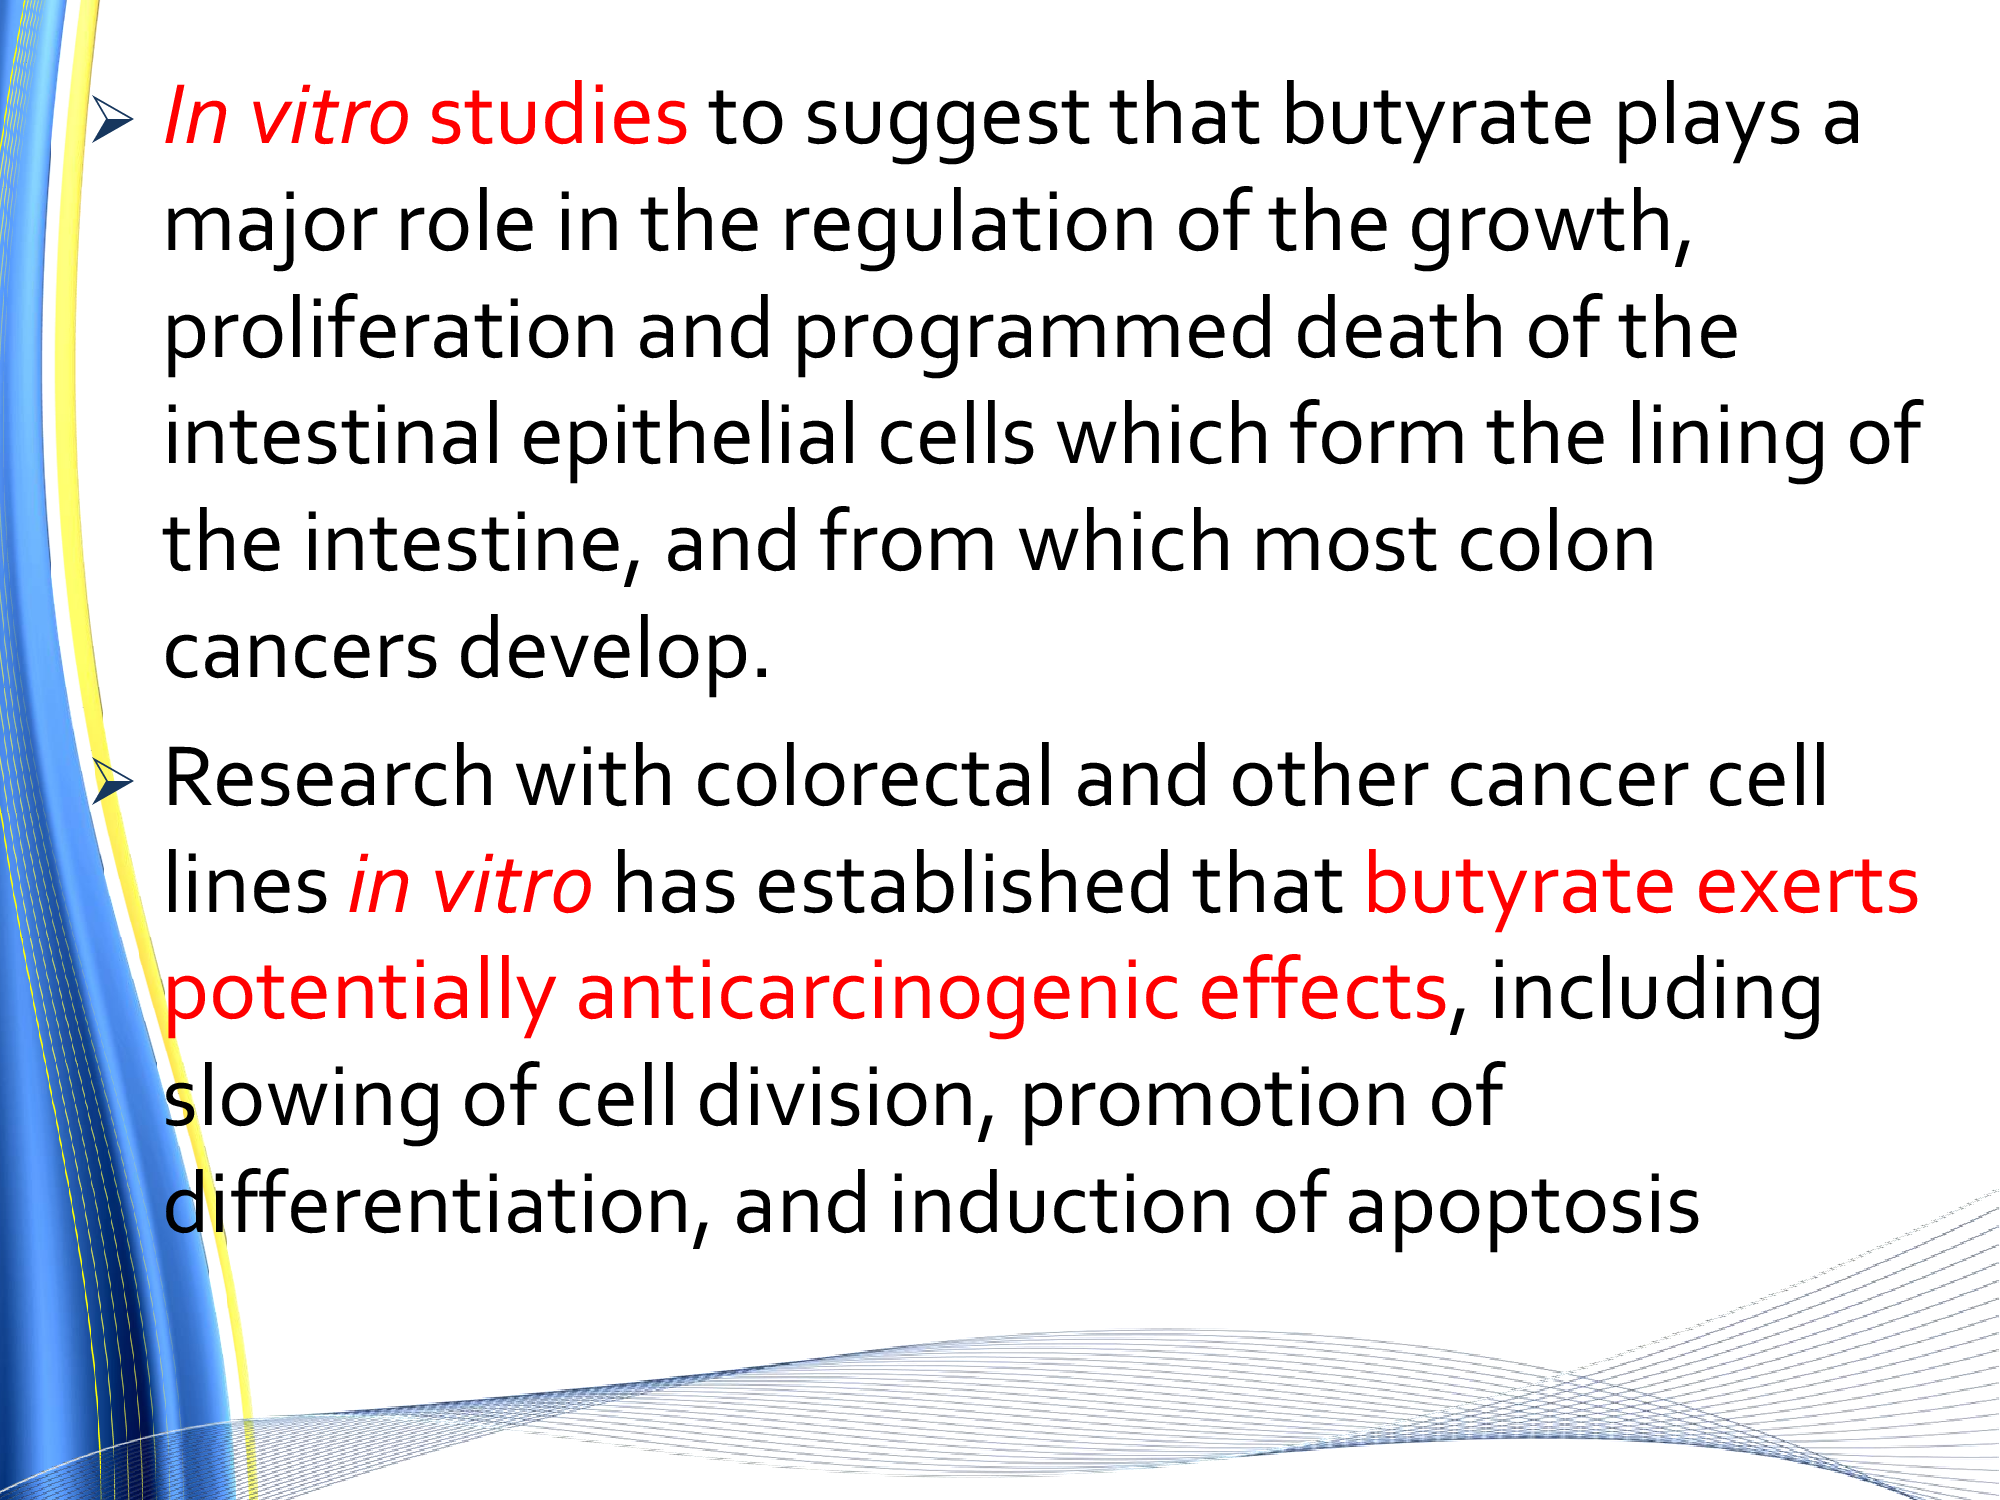 In vitro studies to suggest that butyrate plays a
major role in the regulation of the growth,
proliferation and programmed death of the
intestinal epithelial cells which form the lining of
the intestine, and from which most colon
cancers develop.
Research with colorectal and other cancer cell
lines in vitro has established that butyrate exerts
potentially anticarcinogenic effects, including
slowing of cell division, promotion of
differentiation, and induction of apoptosis